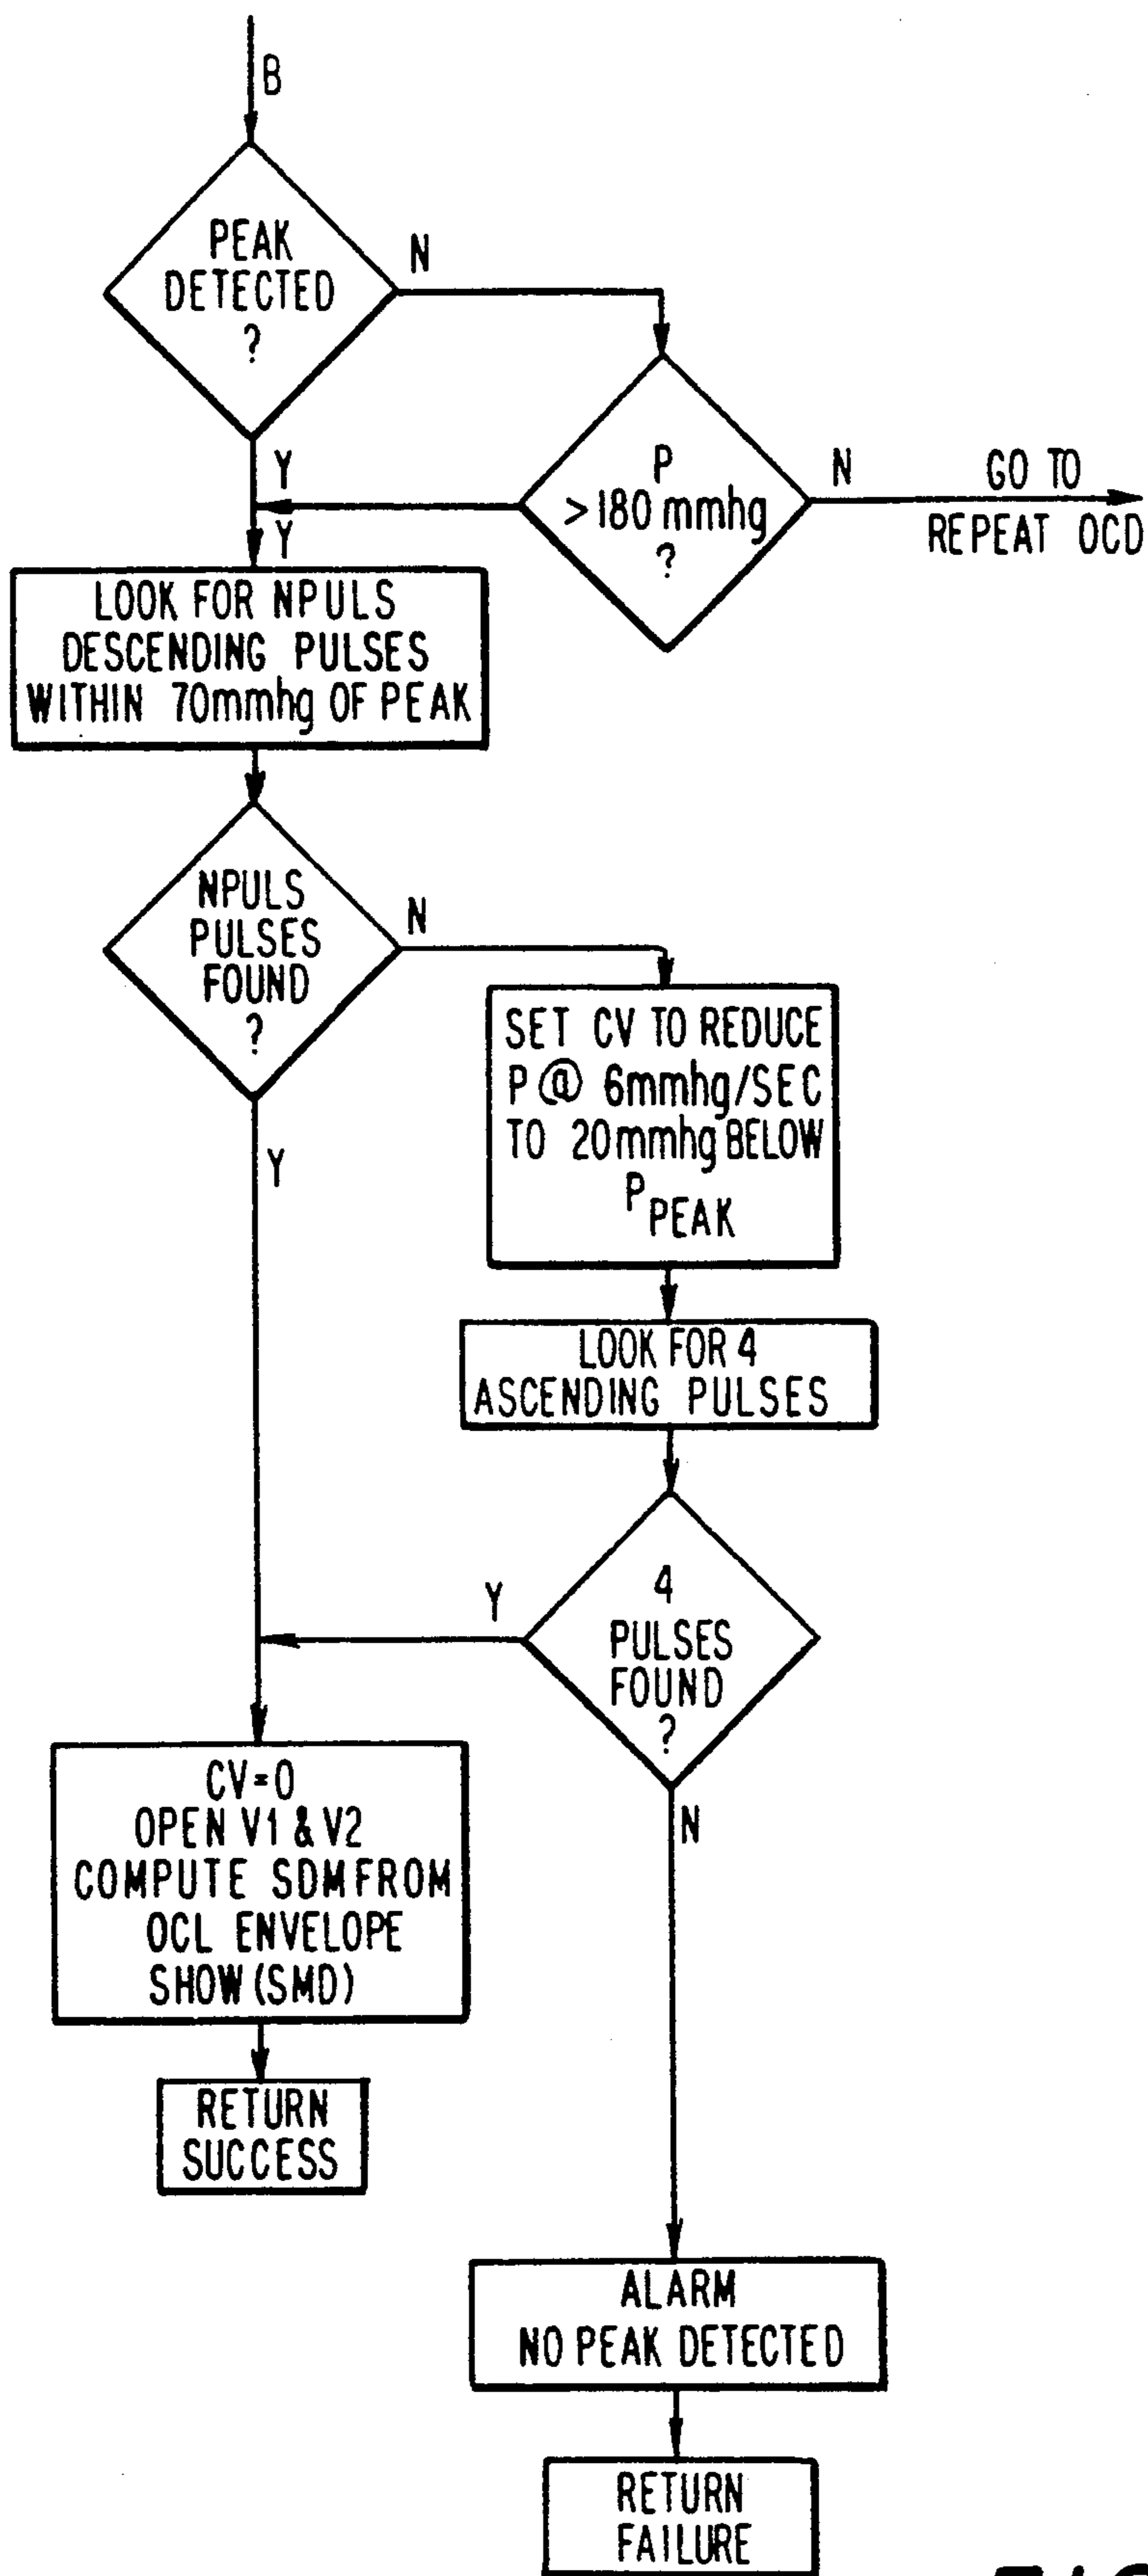 B
PEAK
DETECTED
?
N
P
>180 mmhg
?
N
GO TO
REPEAT OCD
Y
Y
LOOK FOR NPULS
DESCENDING PULSES
WITHIN 70mmhg OF PEAK
NPULS
PULSES
FOUND
?
N
Y
SET CV TO REDUCE
P @ 6mmhg/SEC
TO 20mmhg BELOW
P PEAK
LOOK FOR 4
ASCENDING PULSES
4
PULSES
FOUND
?
Y
N
CV=0
OPEN V1 & V2
COMPUTE SDM FROM
OCL ENVELOPE
SHOW (SMD)
RETURN
SUCCESS
ALARM
NO PEAK DETECTED
RETURN
FAILURE